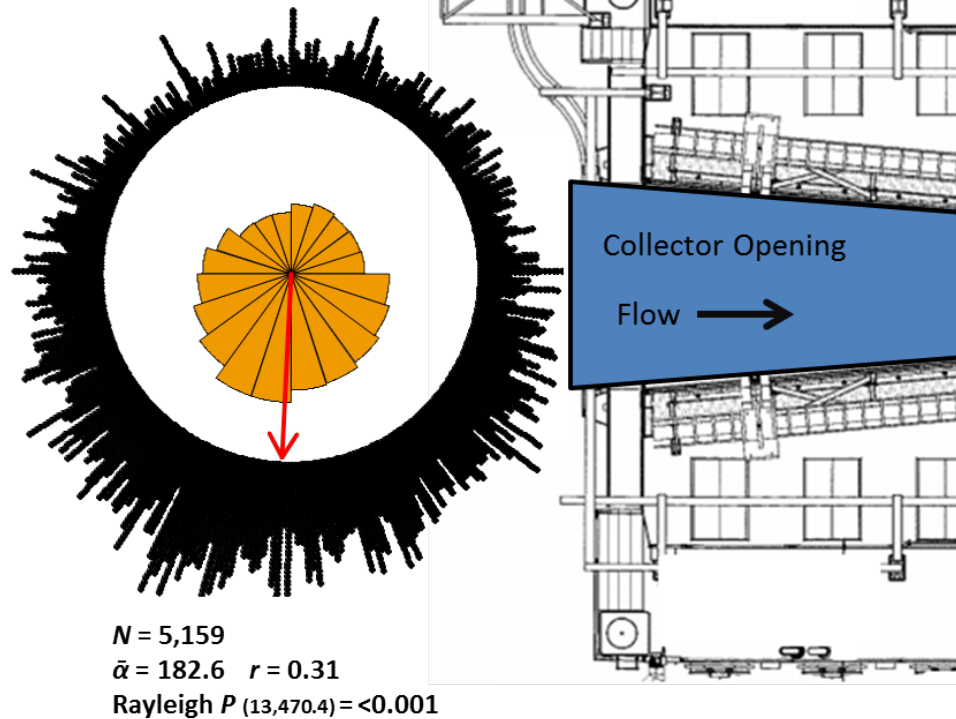 Collector Opening
Flow
N = 5,159
ᾱ = 182.6 r = 0.31
Rayleigh P (13,470.4) = <0.001